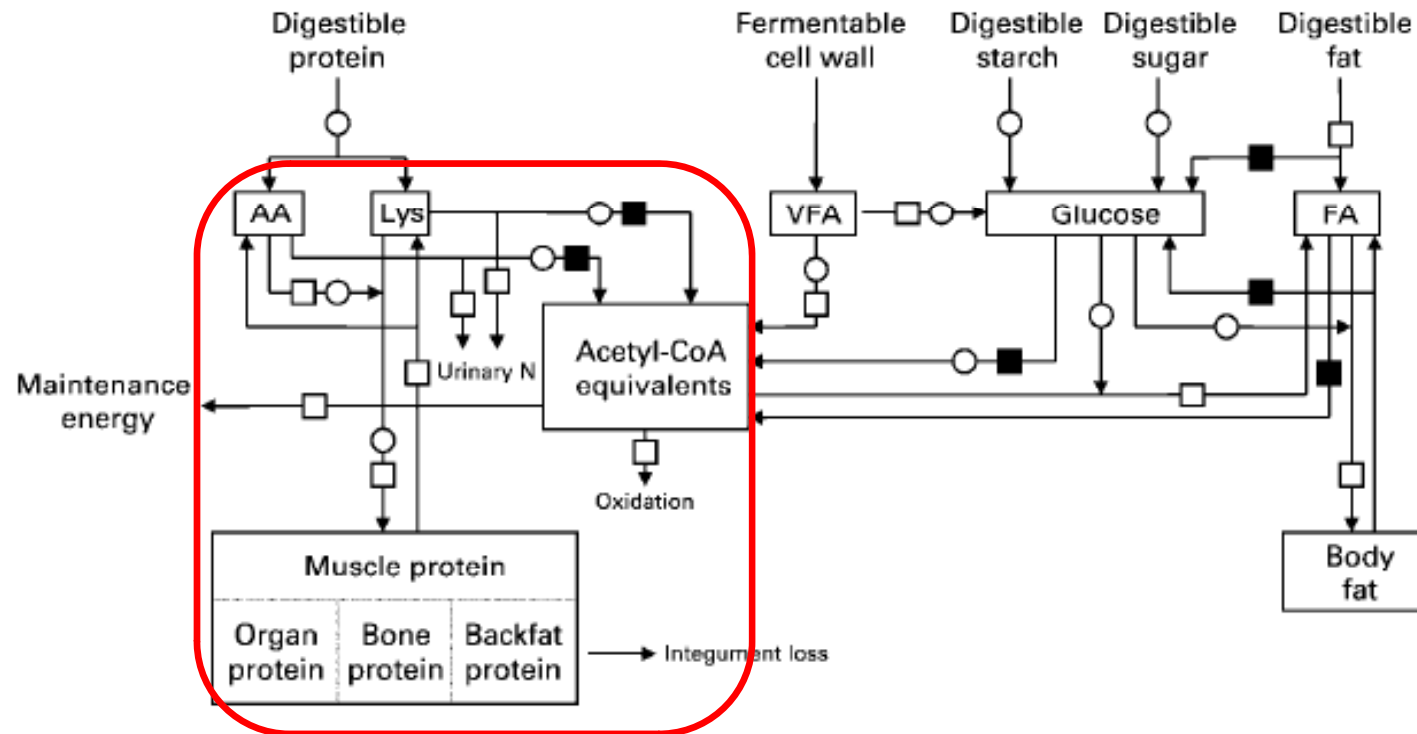 Digestible
protein
Fermentable
cell wall
Digestible
starch
Digestible
sugar
Digestible
fat
AA
Lys
VFA
Glucose
FA
Acetyl-CoA
equivalents
Urinary N
Maintenance
energy
Oxidation
Muscle protein
Organ
protein
Bone
protein
Backfat
protein
Integument loss
Body
fat